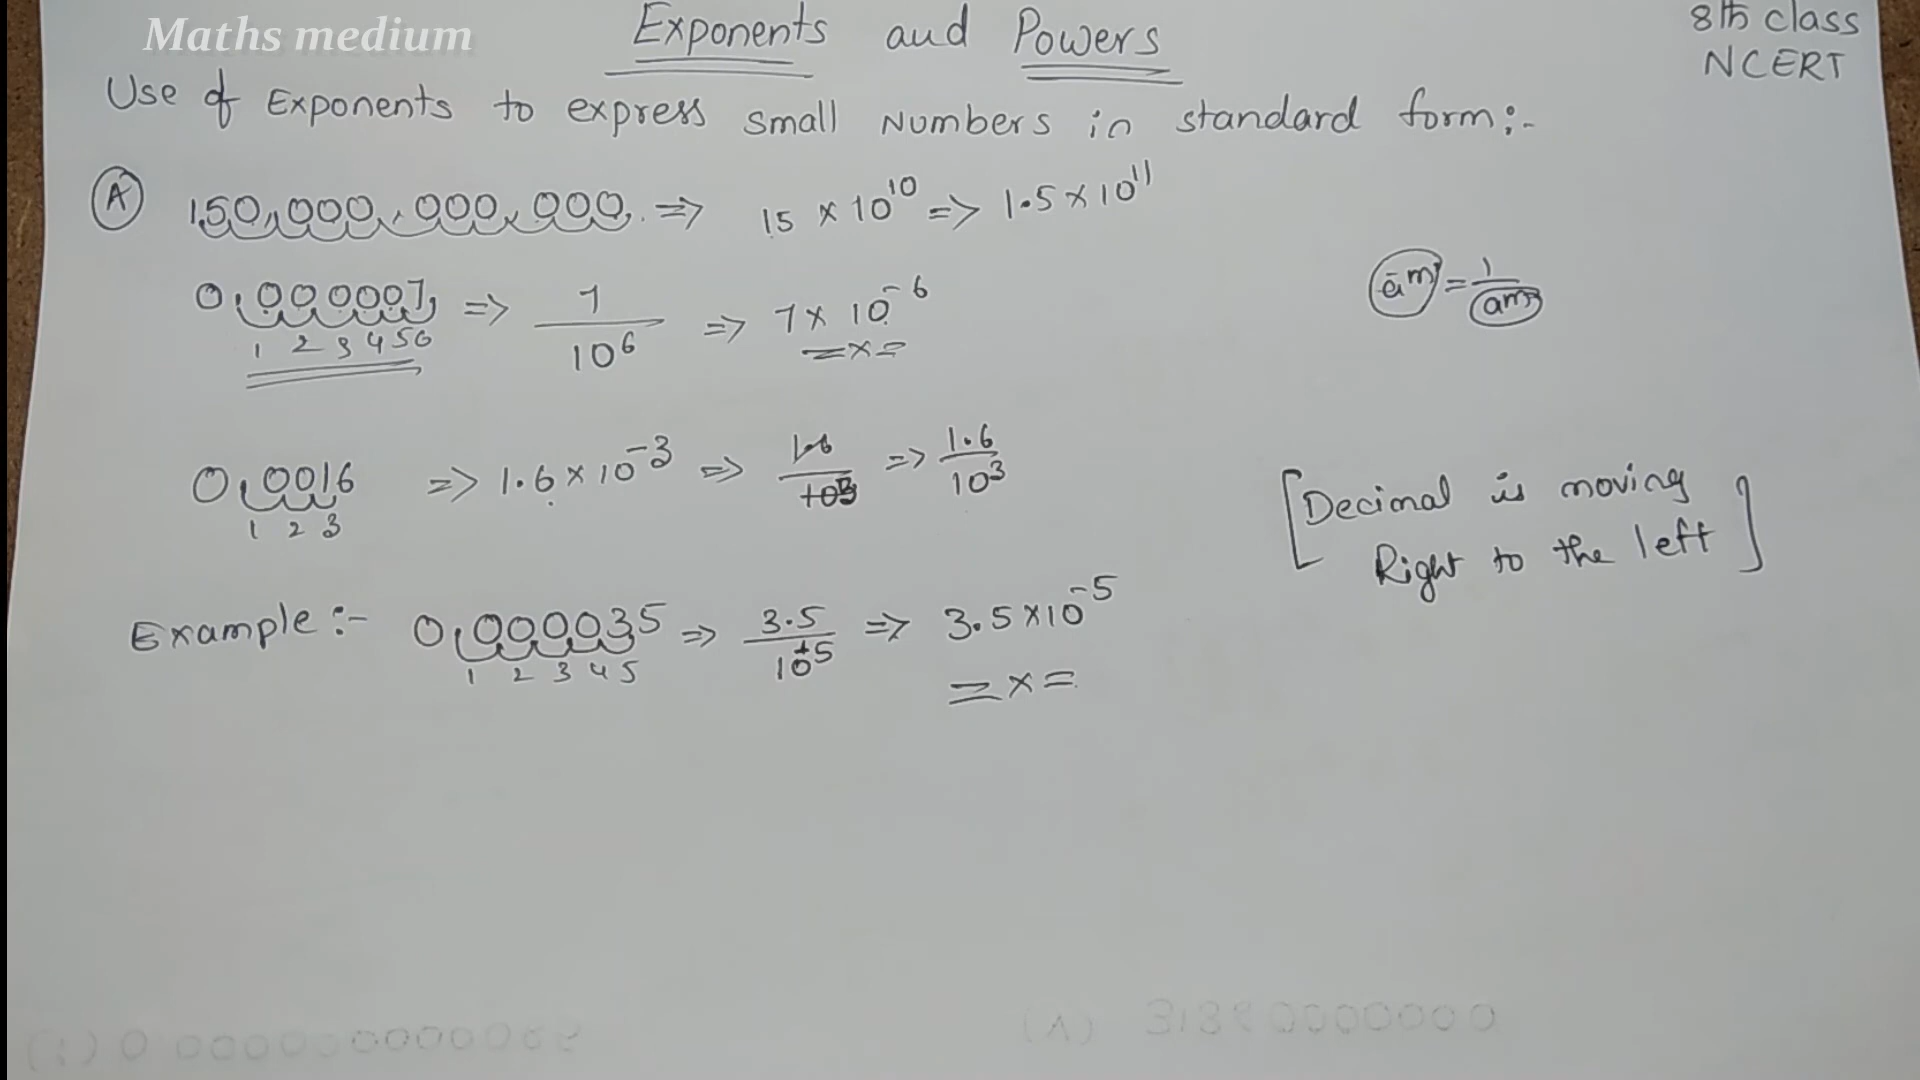 Maths medium
Exponents and Powers
8th class
NCERT
Use of Exponents to express small Numbers in standard form:-
(A) 1.50,000,000,000. => 15 × 10^10 => 1.5 × 10^11
0.000007 => 7/10^6 => 7 × 10^-6
1 2 3 4 5 6
=x=
a^-m = 1/a^m
0.0016 => 1.6 × 10^-3 => => 1.6/10^3
1 2 3
[Decimal is moving
Right to the left]
Example :- 0.000035 => 3.5/10^+5 => 3.5 × 10^-5
1 2 3 4 5
=x=
(V) 31860000000